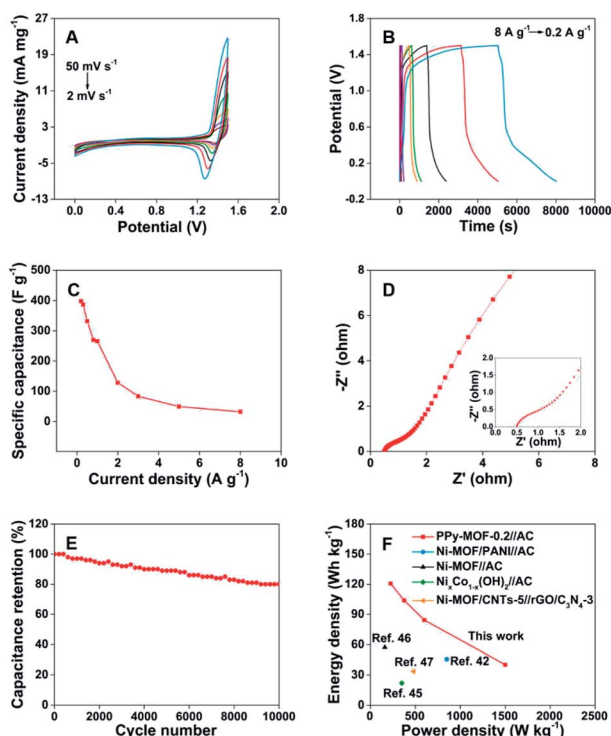 A
50 mV s⁻¹
2 mV s⁻¹
Current density (mA mg⁻¹)
27
19
11
3
-5
-13
0.0 0.4 0.8 1.2 1.6 2.0
Potential (V)
B
8 A g⁻¹ → 0.2 A g⁻¹
Potential (V)
1.8
1.2
0.6
0.0
-1.2
0 2000 4000 6000 8000 10000
Time (s)
C
Specific capacitance (F g⁻¹)
500
400
300
200
100
0
0 2 4 6 8 10
Current density (A g⁻¹)
D
-Z'' (ohm)
8
6
4
2
0
0 2 4 6 8
Z' (ohm)
-Z'' (ohm)
2.0
1.5
1.0
0.5
0.0
0.0 0.5 1.0 1.5 2.0
Z' (ohm)
E
Capacitance retention (%)
120
100
80
60
40
20
0
0 2000 4000 6000 8000 10000
Cycle number
F
PPy-MOF-0.2//AC
Ni-MOF/PANI//AC
Ni-MOF//AC
NiₓCo₁₋ₓ(OH)₂//AC
Ni-MOF/CNTs-5//rGO/C₃N₄-3
This work
Ref. 46
Ref. 47
Ref. 42
Ref. 45
Energy density (Wh kg⁻¹)
180
150
120
90
60
30
0
0 500 1000 1500 2000 2500
Power density (W kg⁻¹)